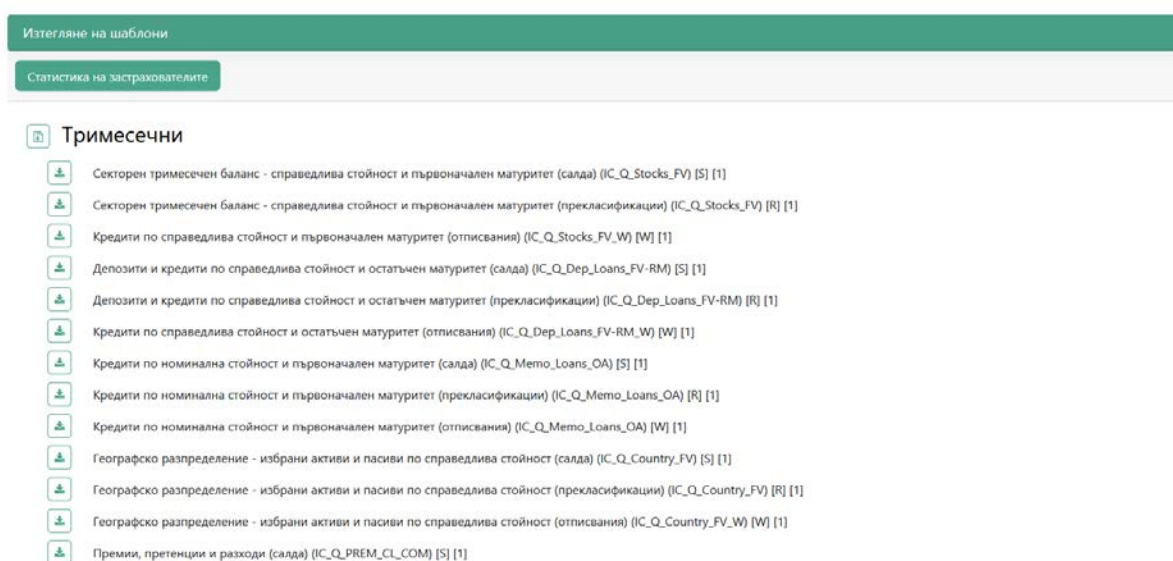 Изтегляне на шаблони
Статистика на застрахователите
Тримесечни
Секторен тримесечен баланс - справедлива стойност и първоначален матуритет (салда) (IC_Q_Stocks_FV) [S] [1]
Секторен тримесечен баланс - справедлива стойност и първоначален матуритет (прекласификации) (IC_Q_Stocks_FV) [R] [1]
Кредити по справедлива стойност и първоначален матуритет (отписвания) (IC_Q_Stocks_FV_W) [W] [1]
Депозити и кредити по справедлива стойност и остатъчен матуритет (салда) (IC_Q_Dep_Loans_FV-RM) [S] [1]
Депозити и кредити по справедлива стойност и остатъчен матуритет (прекласификации) (IC_Q_Dep_Loans_FV-RM) [R] [1]
Кредити по справедлива стойност и остатъчен матуритет (отписвания) (IC_Q_Dep_Loans_FV-RM_W) [W] [1]
Кредити по номинална стойност и първоначален матуритет (салда) (IC_Q_Memo_Loans_OA) [S] [1]
Кредити по номинална стойност и първоначален матуритет (прекласификации) (IC_Q_Memo_Loans_OA) [R] [1]
Кредити по номинална стойност и първоначален матуритет (отписвания) (IC_Q_Memo_Loans_OA) [W] [1]
Географско разпределение - избрани активи и пасиви по справедлива стойност (салда) (IC_Q_Country_FV) [S] [1]
Географско разпределение - избрани активи и пасиви по справедлива стойност (прекласификации) (IC_Q_Country_FV) [R] [1]
Географско разпределение - избрани активи и пасиви по справедлива стойност (отписвания) (IC_Q_Country_FV_W) [W] [1]
Премии, претенции и разходи (салда) (IC_Q_PREM_CL_COM) [S] [1]